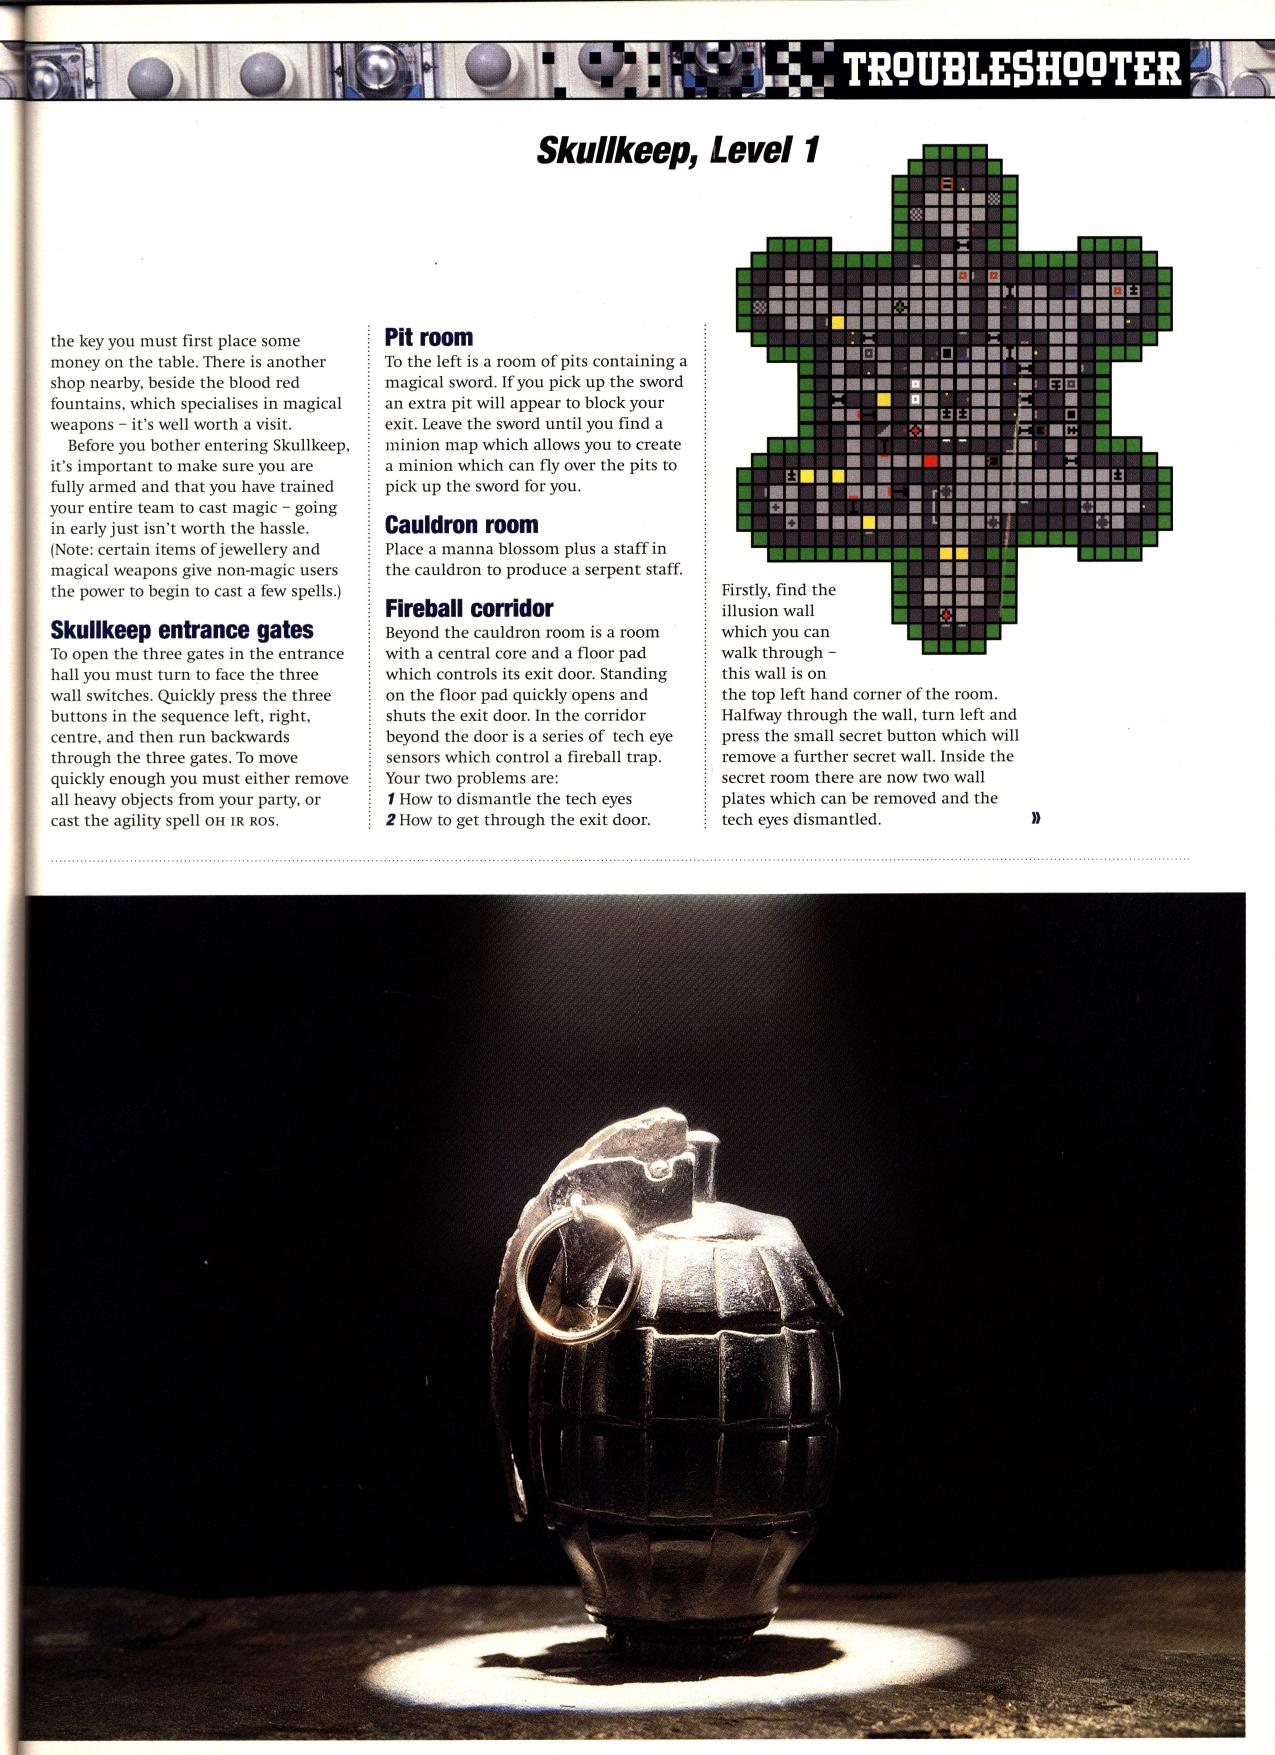 TROUBLESHOOTER
Skullkeep, Level 1
the key you must first place some
money on the table. There is another
shop nearby, beside the blood red
fountains, which specialises in magical
weapons – it's well worth a visit.
Before you bother entering Skullkeep,
it's important to make sure you are
fully armed and that you have trained
your entire team to cast magic – going
in early just isn't worth the hassle.
(Note: certain items of jewellery and
magical weapons give non-magic users
the power to begin to cast a few spells.)
Skullkeep entrance gates
To open the three gates in the entrance
hall you must turn to face the three
wall switches. Quickly press the three
buttons in the sequence left, right,
centre, and then run backwards
through the three gates. To move
quickly enough you must either remove
all heavy objects from your party, or
cast the agility spell OH IR ROS.
Pit room
To the left is a room of pits containing a
magical sword. If you pick up the sword
an extra pit will appear to block your
exit. Leave the sword until you find a
minion map which allows you to create
a minion which can fly over the pits to
pick up the sword for you.
Cauldron room
Place a manna blossom plus a staff in
the cauldron to produce a serpent staff.
Fireball corridor
Beyond the cauldron room is a room
with a central core and a floor pad
which controls its exit door. Standing
on the floor pad quickly opens and
shuts the exit door. In the corridor
beyond the door is a series of tech eye
sensors which control a fireball trap.
Your two problems are:
1 How to dismantle the tech eyes
2 How to get through the exit door.
Firstly, find the
illusion wall
which you can
walk through –
this wall is on
the top left hand corner of the room.
Halfway through the wall, turn left and
press the small secret button which will
remove a further secret wall. Inside the
secret room there are now two wall
plates which can be removed and the
tech eyes dismantled.
»